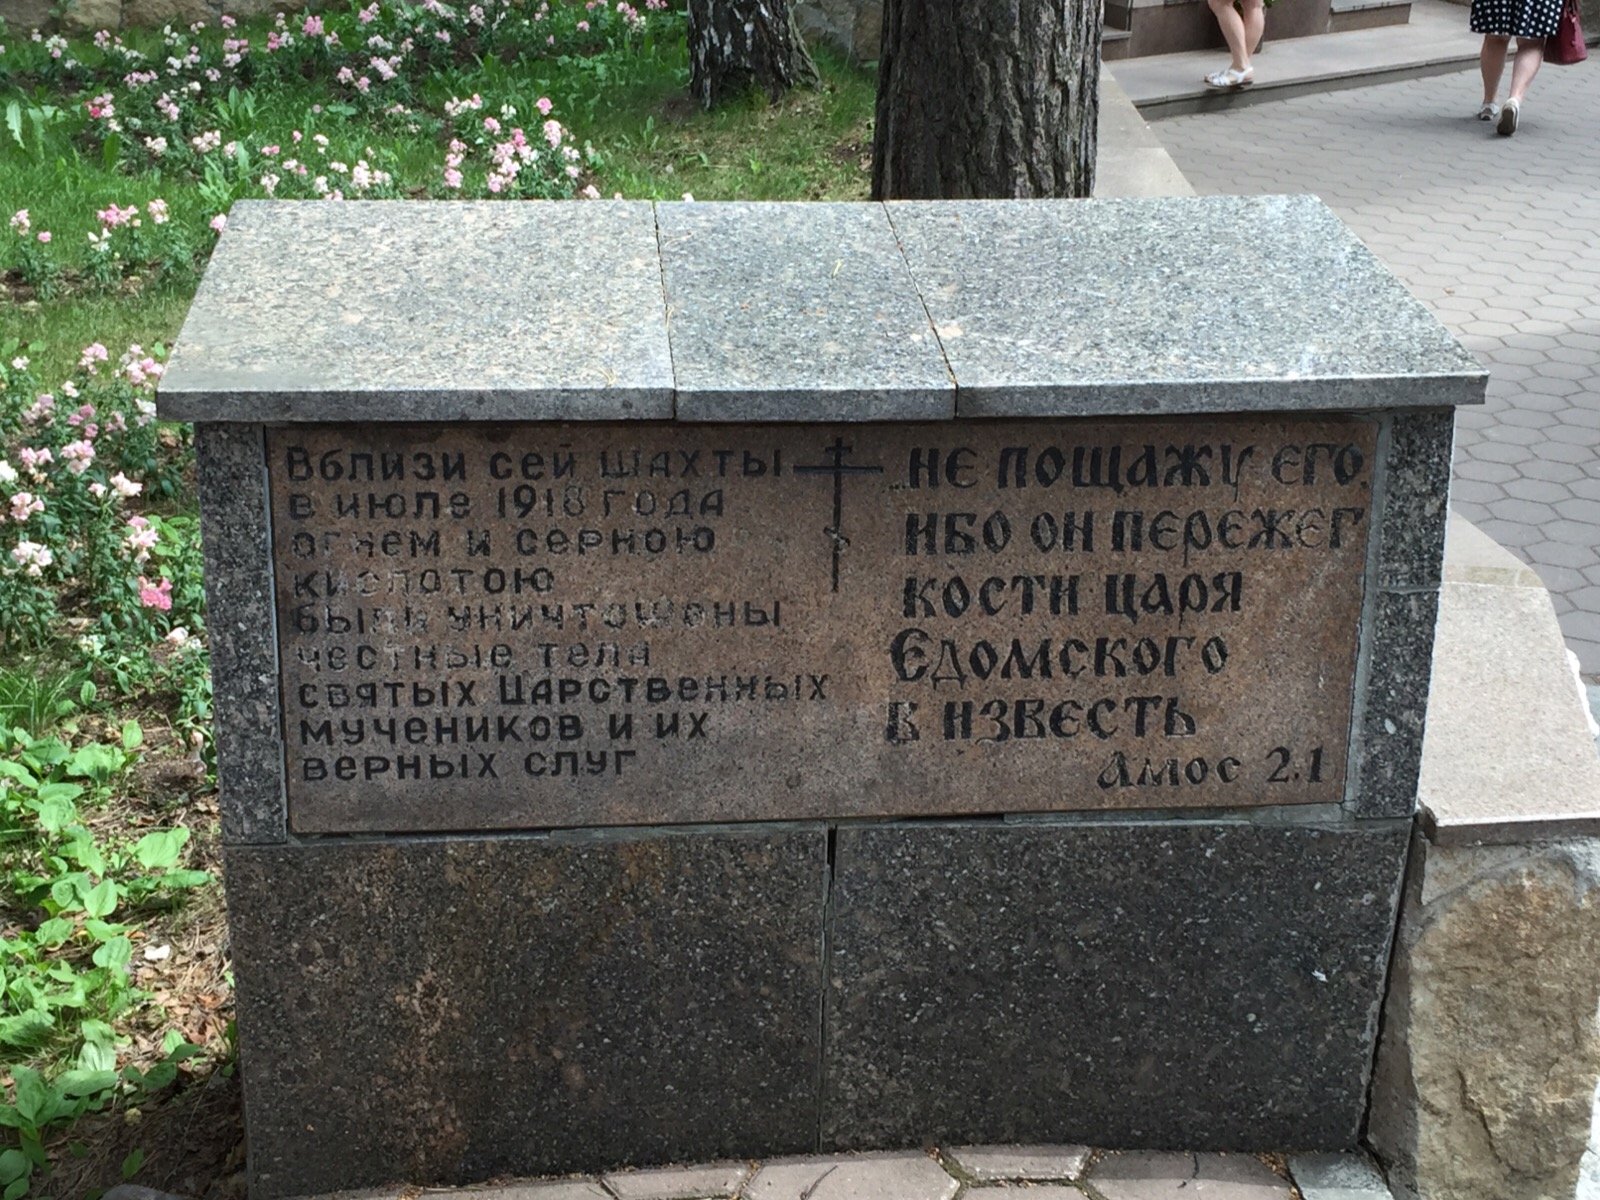 Вблизи сей шахты
в июле 1918 года
огнем и серною
кислотою
были уничтожены
честные тела
святых Царственных
мучеников и их
верных слуг
...не пощажу его,
ибо он пережег
кости царя
Едомского
в известь
Амос 2.1